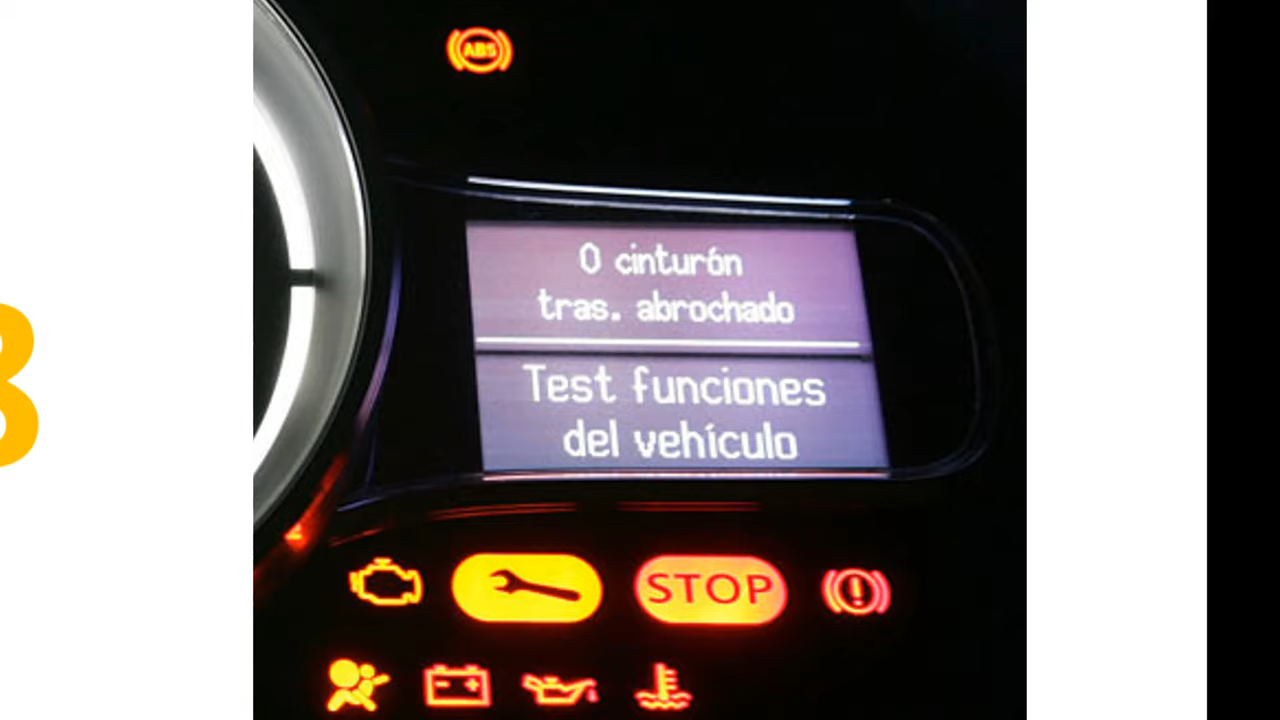 ABS
0 cinturón
tras. abrochado
Test funciones
del vehículo
STOP